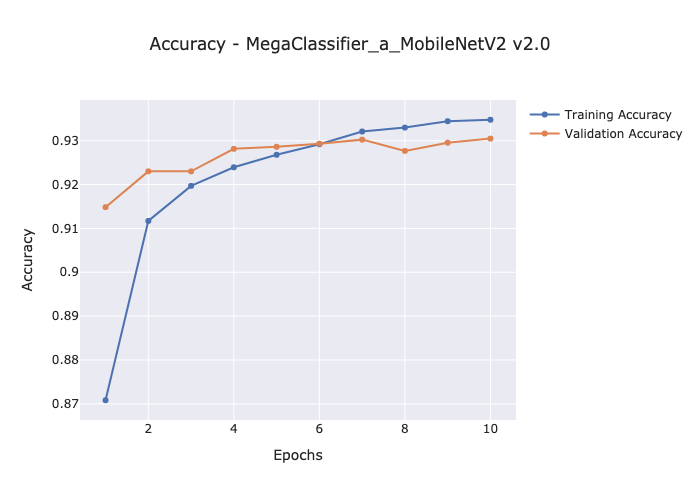 Accuracy - MegaClassifier_a_MobileNetV2 v2.0
Training Accuracy
Validation Accuracy
0.93
0.92
0.91
0.9
0.89
0.88
0.87
Accuracy
2 4 6 8 10
Epochs